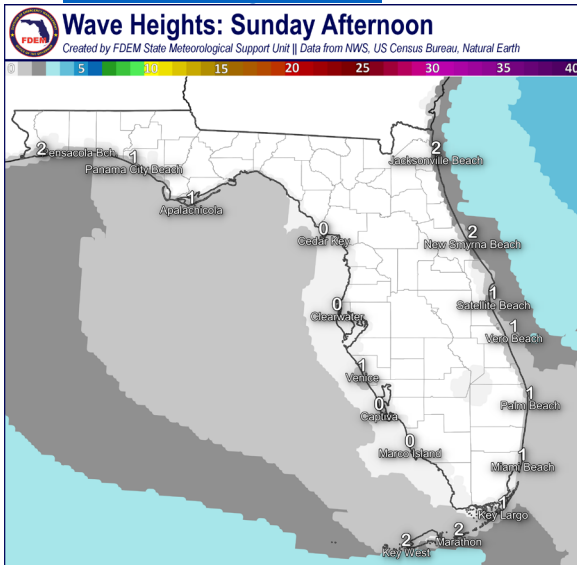 Wave Heights: Sunday Afternoon
FDEM
Created by FDEM State Meteorological Support Unit || Data from NWS, US Census Bureau, Natural Earth
0 5 10 15 20 25 30 35 40
2
ensacola Bch
1
Panama City Beach
2
Jacksonville Beach
1
Apalachicola
0
Cedar Key
2
New Smyrna Beach
1
Satellite Beach
0
Clearwater
1
Vero Beach
1
Venice
0
Captiva
1
Palm Beach
0
Marco Island
1
Miami Beach
1
Key Largo
2
Marathon
2
Key West